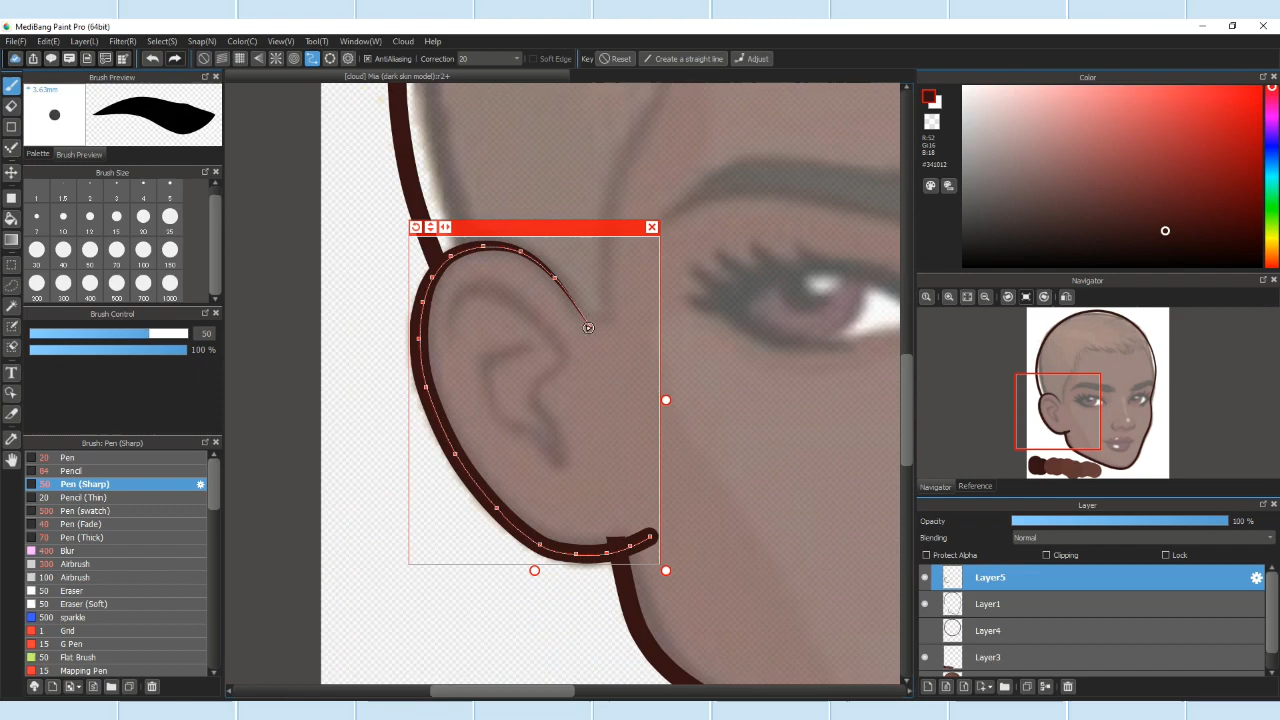 MediBang Paint Pro (64bit)
File(F) Edit(E) Layer(L) Filter(R) Select(S) Snap(N) Color(C) View(V) Tool(T) Window(W) Cloud Help
AntiAliasing Correction 20 Soft Edge Key Reset Create a straight line Adjust
Brush Preview
[cloud] Mia (dark skin model):r2+
Color
* 3.63mm
R:52
G:16
B:18
#341012
Palette Brush Preview
Brush Size
1 1.5 2 3 4 5
7 10 12 15 20 25
30 40 50 70 100 150
200 300 400 500 700 1000
Brush Control
50
100 %
Navigator
Brush: Pen (Sharp)
20 Pen
84 Pencil
50 Pen (Sharp)
20 Pencil (Thin)
500 Pen (swatch)
40 Pen (Fade)
70 Pen (Thick)
400 Blur
300 Airbrush
100 Airbrush
50 Eraser
50 Eraser (Soft)
500 sparkle
1 Grid
15 G Pen
50 Flat Brush
15 Mapping Pen
Navigator Reference
Layer
Opacity 100 %
Blending Normal
Protect Alpha Clipping Lock
Layer5
Layer1
Layer4
Layer3